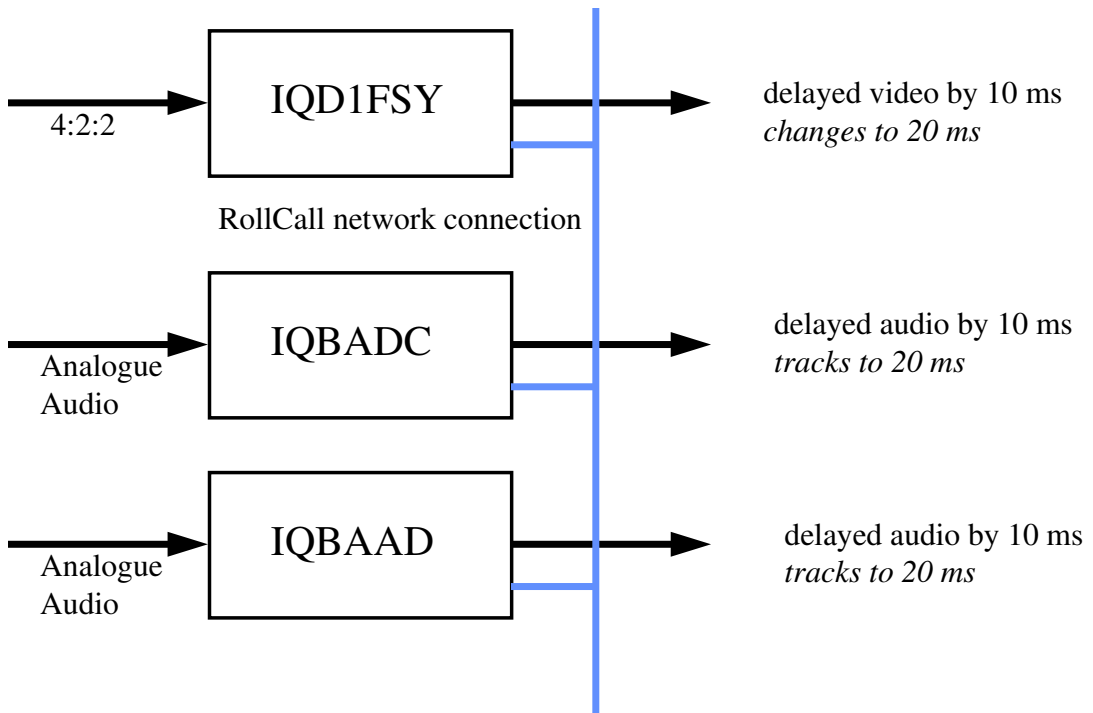 IQD1FSY
4:2:2
delayed video by 10 ms
changes to 20 ms
RollCall network connection
IQBADC
Analogue
Audio
delayed audio by 10 ms
tracks to 20 ms
IQBAAD
Analogue
Audio
delayed audio by 10 ms
tracks to 20 ms